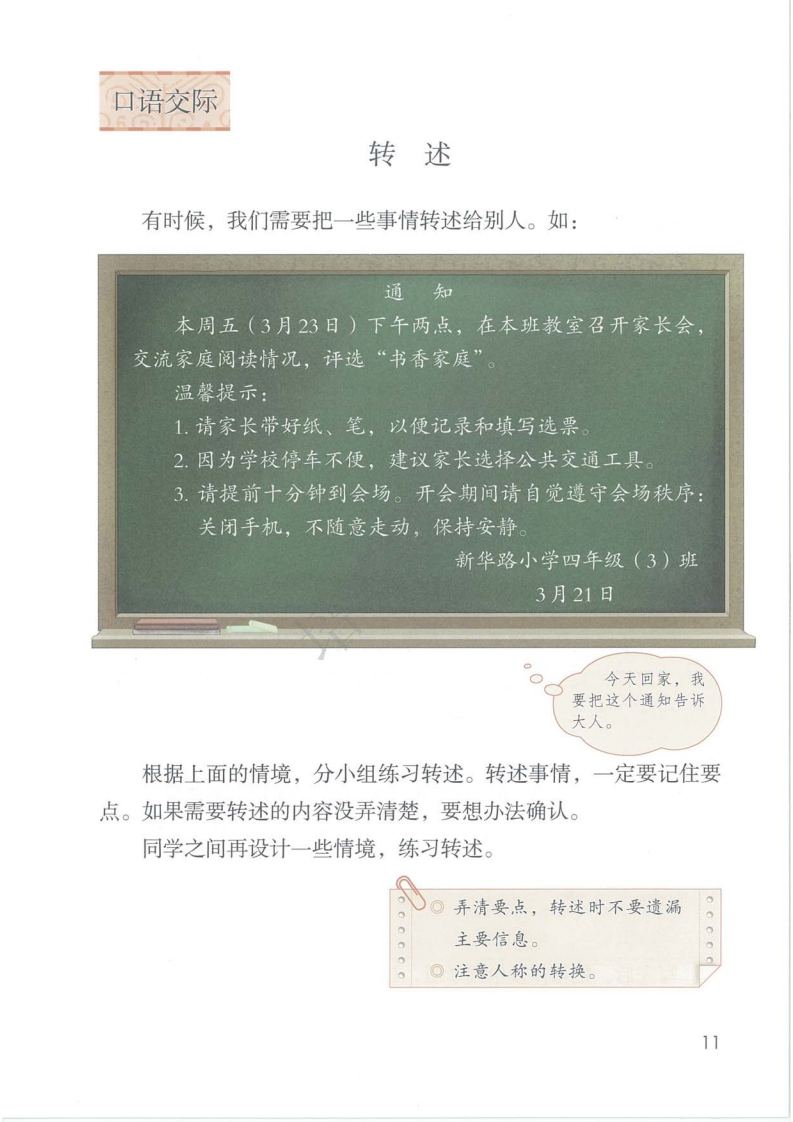 口语交际
转 述
有时候，我们需要把一些事情转述给别人。如：
通 知
本周五（3月23日）下午两点，在本班教室召开家长会，
交流家庭阅读情况，评选“书香家庭”。
温馨提示：
1. 请家长带好纸、笔，以便记录和填写选票。
2. 因为学校停车不便，建议家长选择公共交通工具。
3. 请提前十分钟到会场。开会期间请自觉遵守会场秩序：
关闭手机，不随意走动，保持安静。
新华路小学四年级（3）班
3月21日
今天回家，我
要把这个通知告诉
大人。
根据上面的情境，分小组练习转述。转述事情，一定要记住要
点。如果需要转述的内容没弄清楚，要想办法确认。
同学之间再设计一些情境，练习转述。
◎ 弄清要点，转述时不要遗漏
主要信息。
◎ 注意人称的转换。
11